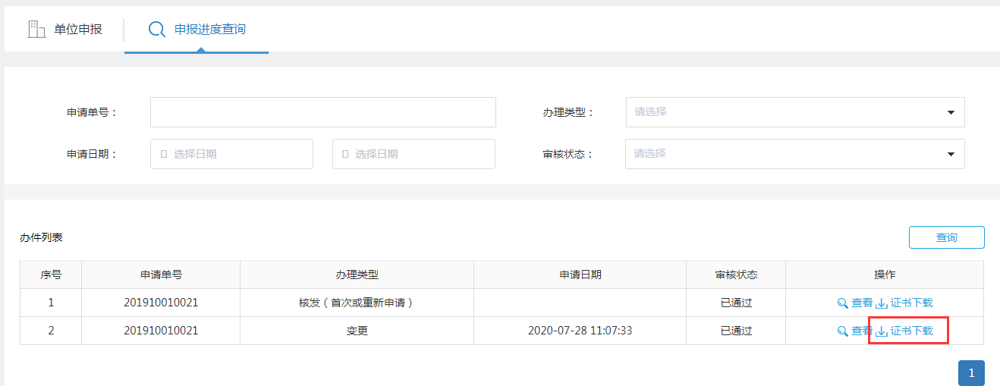 单位申报
申报进度查询
申请单号：
办理类型： 请选择
申请日期： 选择日期 选择日期
审核状态： 请选择
办件列表
查询
序号 申请单号 办理类型 申请日期 审核状态 操作
1 201910010021 核发（首次或重新申请） 已通过 查看 证书下载
2 201910010021 变更 2020-07-28 11:07:33 已通过 查看 证书下载
1